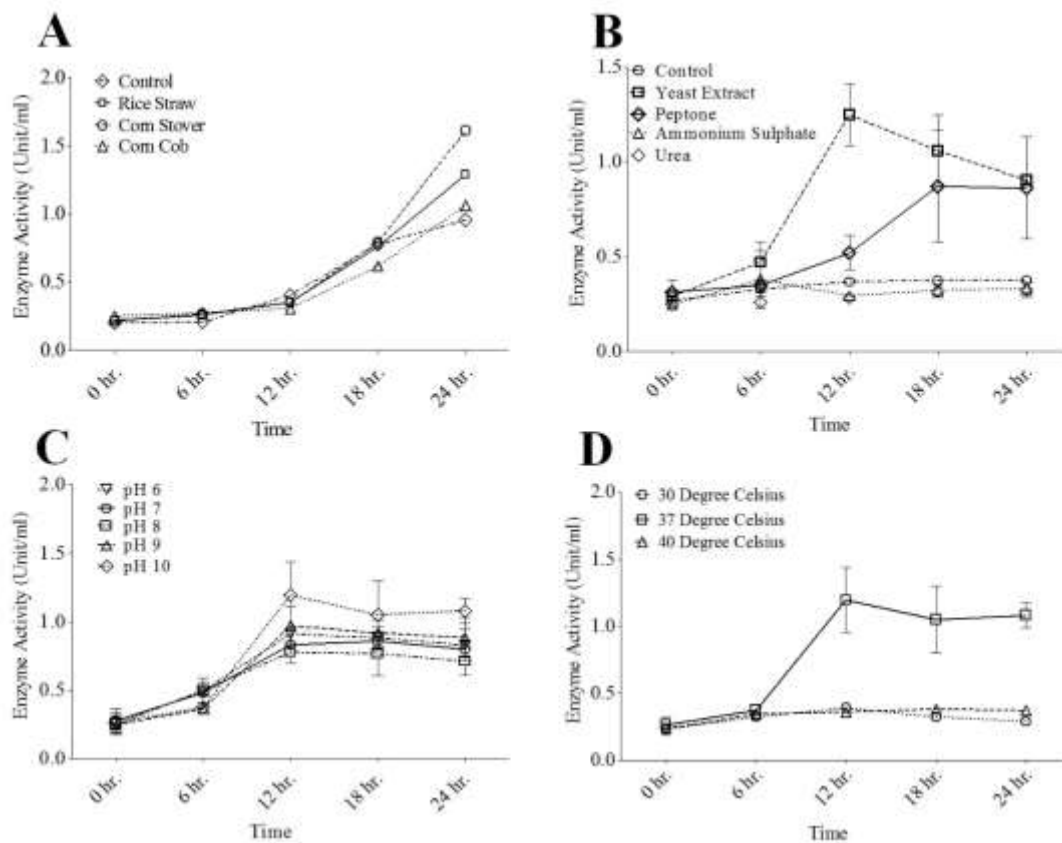 A
Enzyme Activity (Unit/ml)
2.0
1.5
1.0
0.5
0.0
Control
Rice Straw
Corn Stover
Corn Cob
0 hr.
6 hr.
12 hr.
18 hr.
24 hr.
Time
B
Enzyme Activity (Unit/ml)
1.5
1.0
0.5
0.0
Control
Yeast Extract
Peptone
Ammonium Sulphate
Urea
0 hr.
6 hr.
12 hr.
18 hr.
24 hr.
Time
C
Enzyme Activity (Unit/ml)
2.0
1.5
1.0
0.5
0.0
pH 6
pH 7
pH 8
pH 9
pH 10
0 hr.
6 hr.
12 hr.
18 hr.
24 hr.
Time
D
Enzyme Activity (Unit/ml)
2.0
1.5
1.0
0.5
0.0
30 Degree Celsius
37 Degree Celsius
40 Degree Celsius
0 hr.
6 hr.
12 hr.
18 hr.
24 hr.
Time